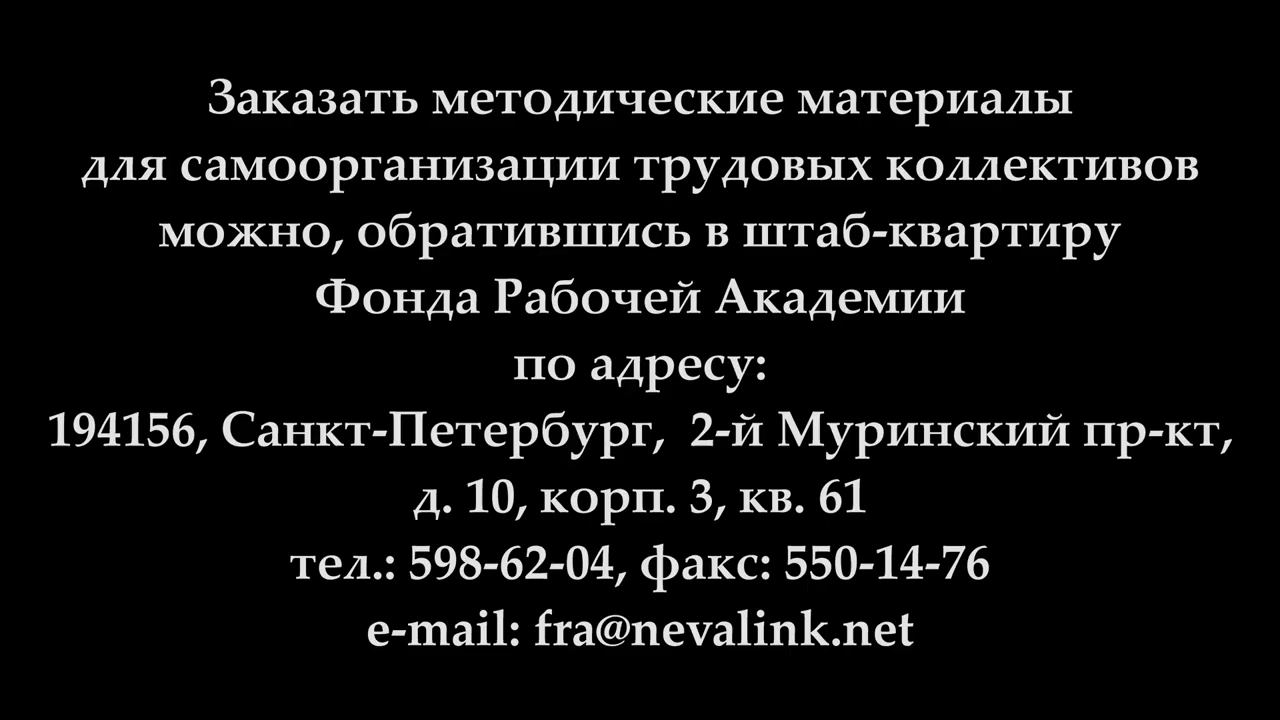 Заказать методические материалы
для самоорганизации трудовых коллективов
можно, обратившись в штаб-квартиру
Фонда Рабочей Академии
по адресу:
194156, Санкт-Петербург, 2-й Муринский пр-кт,
д. 10, корп. 3, кв. 61
тел.: 598-62-04, факс: 550-14-76
e-mail: fra@nevalink.net